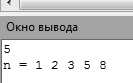 Окно вывода
5
n = 1 2 3 5 8